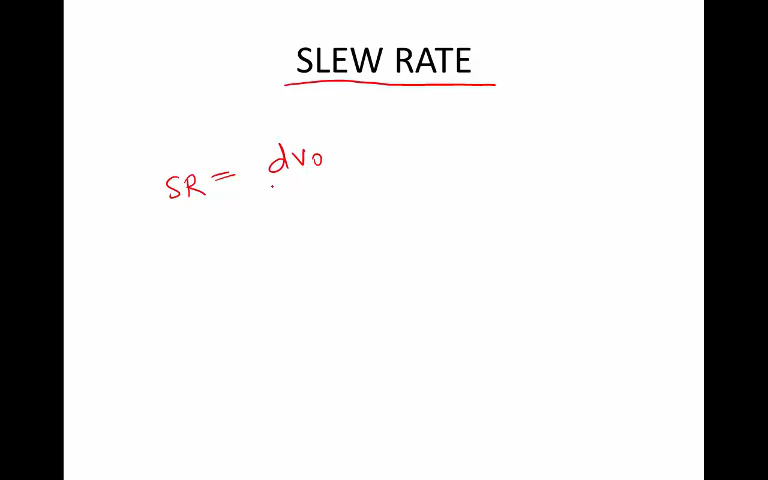 SLEW RATE
SR = dvo